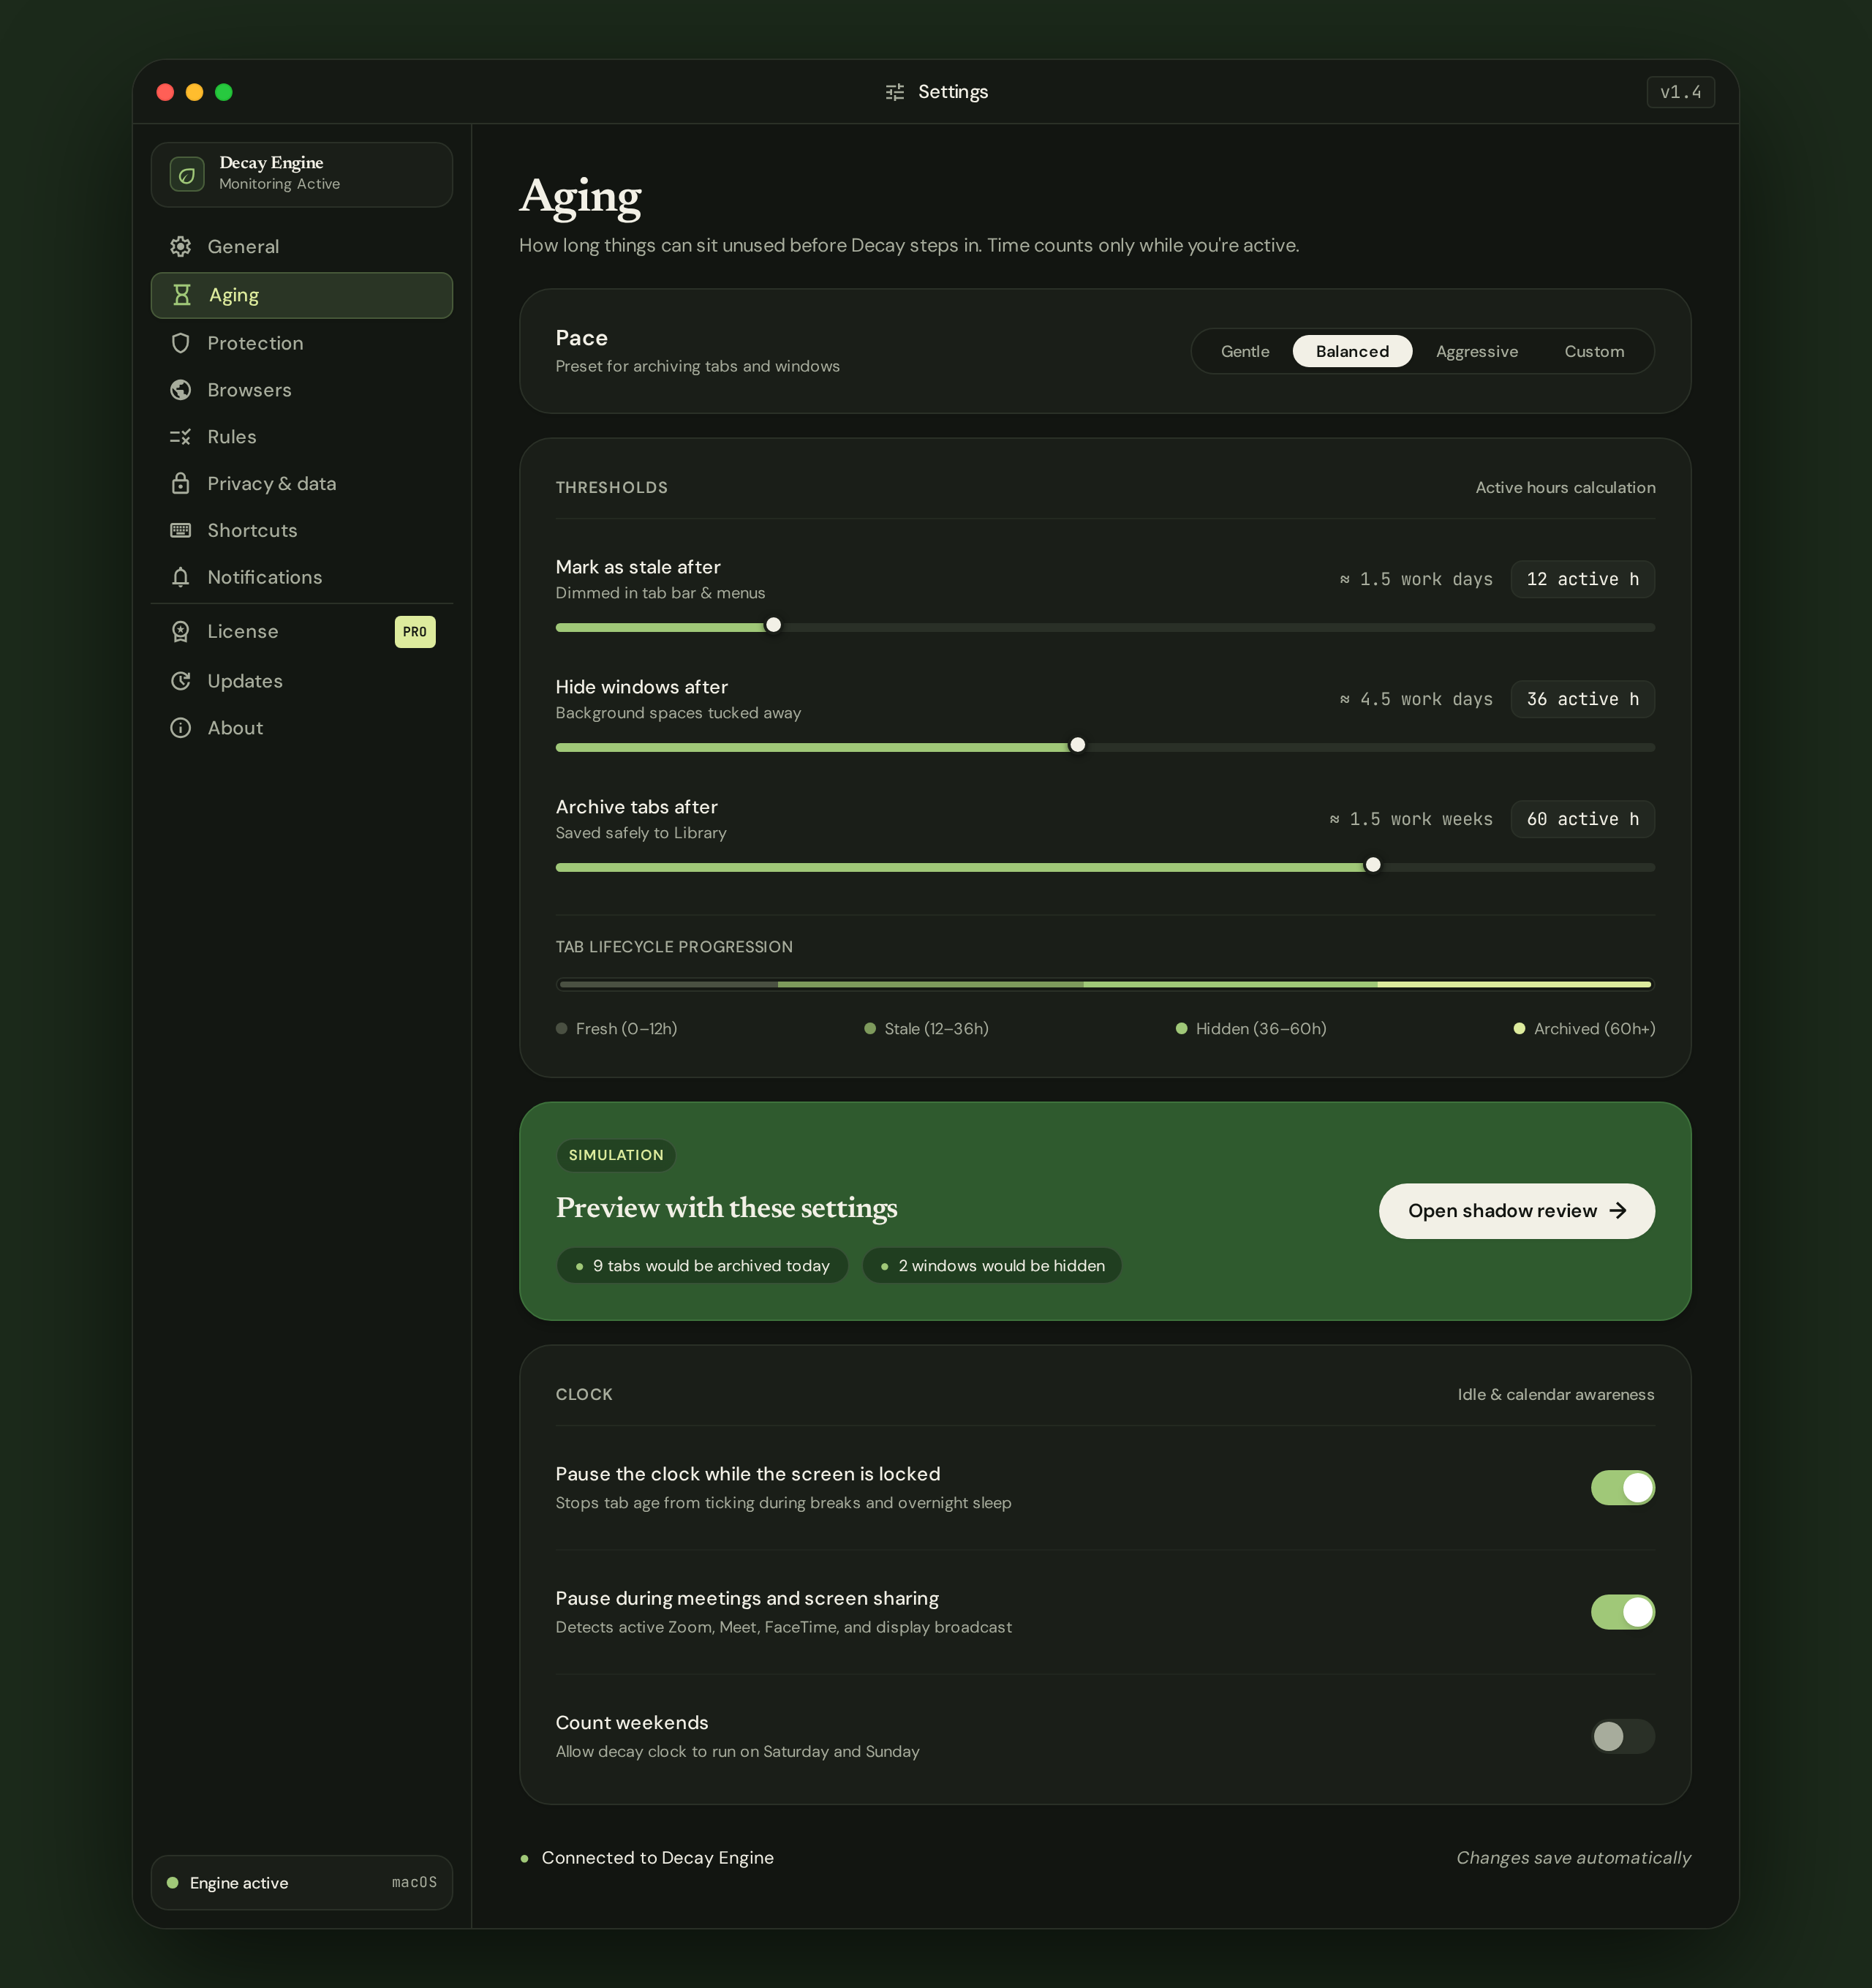 Settings
v1.4
Decay Engine
Monitoring Active
General
Aging
Protection
Browsers
Rules
Privacy & data
Shortcuts
Notifications
License PRO
Updates
About
Engine active macOS
Aging
How long things can sit unused before Decay steps in. Time counts only while you're active.
Pace
Preset for archiving tabs and windows
Gentle Balanced Aggressive Custom
THRESHOLDS Active hours calculation
Mark as stale after
Dimmed in tab bar & menus
≈ 1.5 work days 12 active h
Hide windows after
Background spaces tucked away
≈ 4.5 work days 36 active h
Archive tabs after
Saved safely to Library
≈ 1.5 work weeks 60 active h
TAB LIFECYCLE PROGRESSION
Fresh (0–12h) Stale (12–36h) Hidden (36–60h) Archived (60h+)
SIMULATION
Preview with these settings
9 tabs would be archived today 2 windows would be hidden
Open shadow review →
CLOCK Idle & calendar awareness
Pause the clock while the screen is locked
Stops tab age from ticking during breaks and overnight sleep
Pause during meetings and screen sharing
Detects active Zoom, Meet, FaceTime, and display broadcast
Count weekends
Allow decay clock to run on Saturday and Sunday
Connected to Decay Engine Changes save automatically